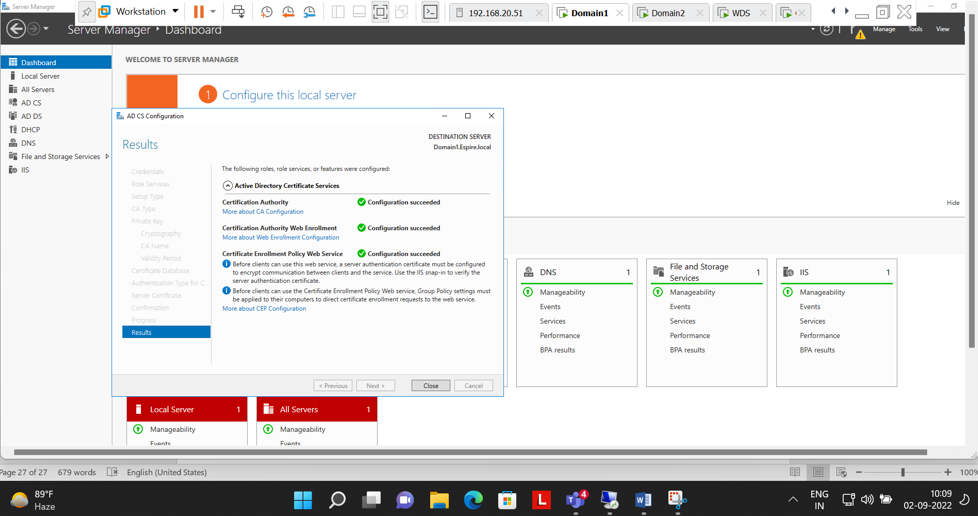 Server Manager
Workstation
192.168.20.51
Domain1
Domain2
WDS
Server Manager ‣ Dashboard
Manage
Tools
View
Dashboard
Local Server
All Servers
AD CS
AD DS
DHCP
DNS
File and Storage Services
IIS
WELCOME TO SERVER MANAGER
1 Configure this local server
Hide
AD CS Configuration
Results
DESTINATION SERVER
Domain1.Espire.local
Credentials
Role Services
Setup Type
CA Type
Private Key
Cryptography
CA Name
Validity Period
Certificate Database
Authentication Type for C...
Server Certificate
Confirmation
Progress
Results
The following roles, role services, or features were configured:
Active Directory Certificate Services
Certification Authority Configuration succeeded
More about CA Configuration
Certification Authority Web Enrollment Configuration succeeded
More about Web Enrollment Configuration
Certificate Enrollment Policy Web Service Configuration succeeded
Before clients can use this web service, a server authentication certificate must be configured
to encrypt communication between clients and the service. Use the IIS snap-in to verify the
server authentication certificate.
Before clients can use the Certificate Enrollment Policy Web service, Group Policy settings must
be applied to their computers to direct certificate enrollment requests to the web service.
More about CEP Configuration
< Previous
Next >
Close
Cancel
DNS 1
Manageability
Events
Services
Performance
BPA results
File and Storage
Services 1
Manageability
Events
Services
Performance
BPA results
IIS 1
Manageability
Events
Services
Performance
BPA results
Local Server 1
Manageability
Events
All Servers 1
Manageability
Events
Page 27 of 27 679 words English (United States)
100%
89°F
Haze
L
4
ENG
IN
10:09
02-09-2022